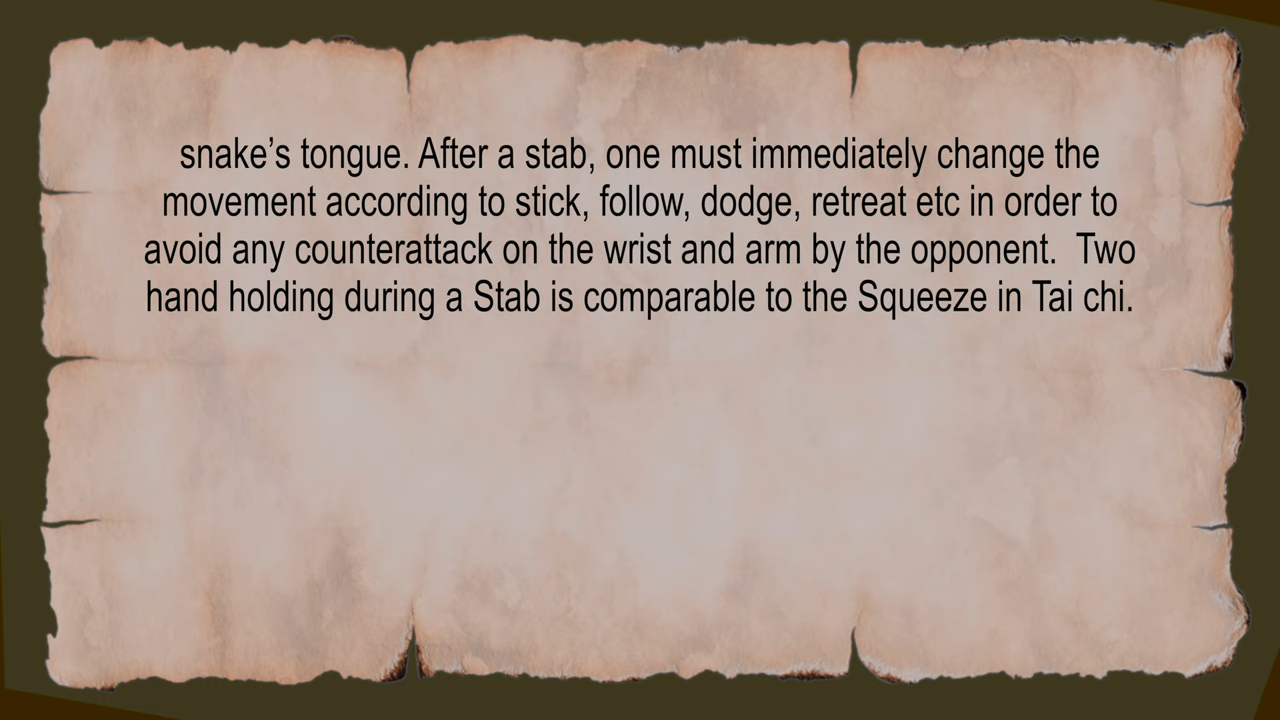 snake’s tongue. After a stab, one must immediately change the
movement according to stick, follow, dodge, retreat etc in order to
avoid any counterattack on the wrist and arm by the opponent.  Two
hand holding during a Stab is comparable to the Squeeze in Tai chi.